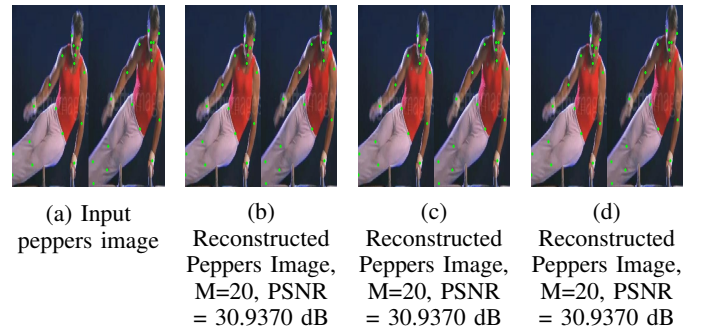 (a) Input
peppers image
(b)
Reconstructed
Peppers Image,
M=20, PSNR
= 30.9370 dB
(c)
Reconstructed
Peppers Image,
M=20, PSNR
= 30.9370 dB
(d)
Reconstructed
Peppers Image,
M=20, PSNR
= 30.9370 dB